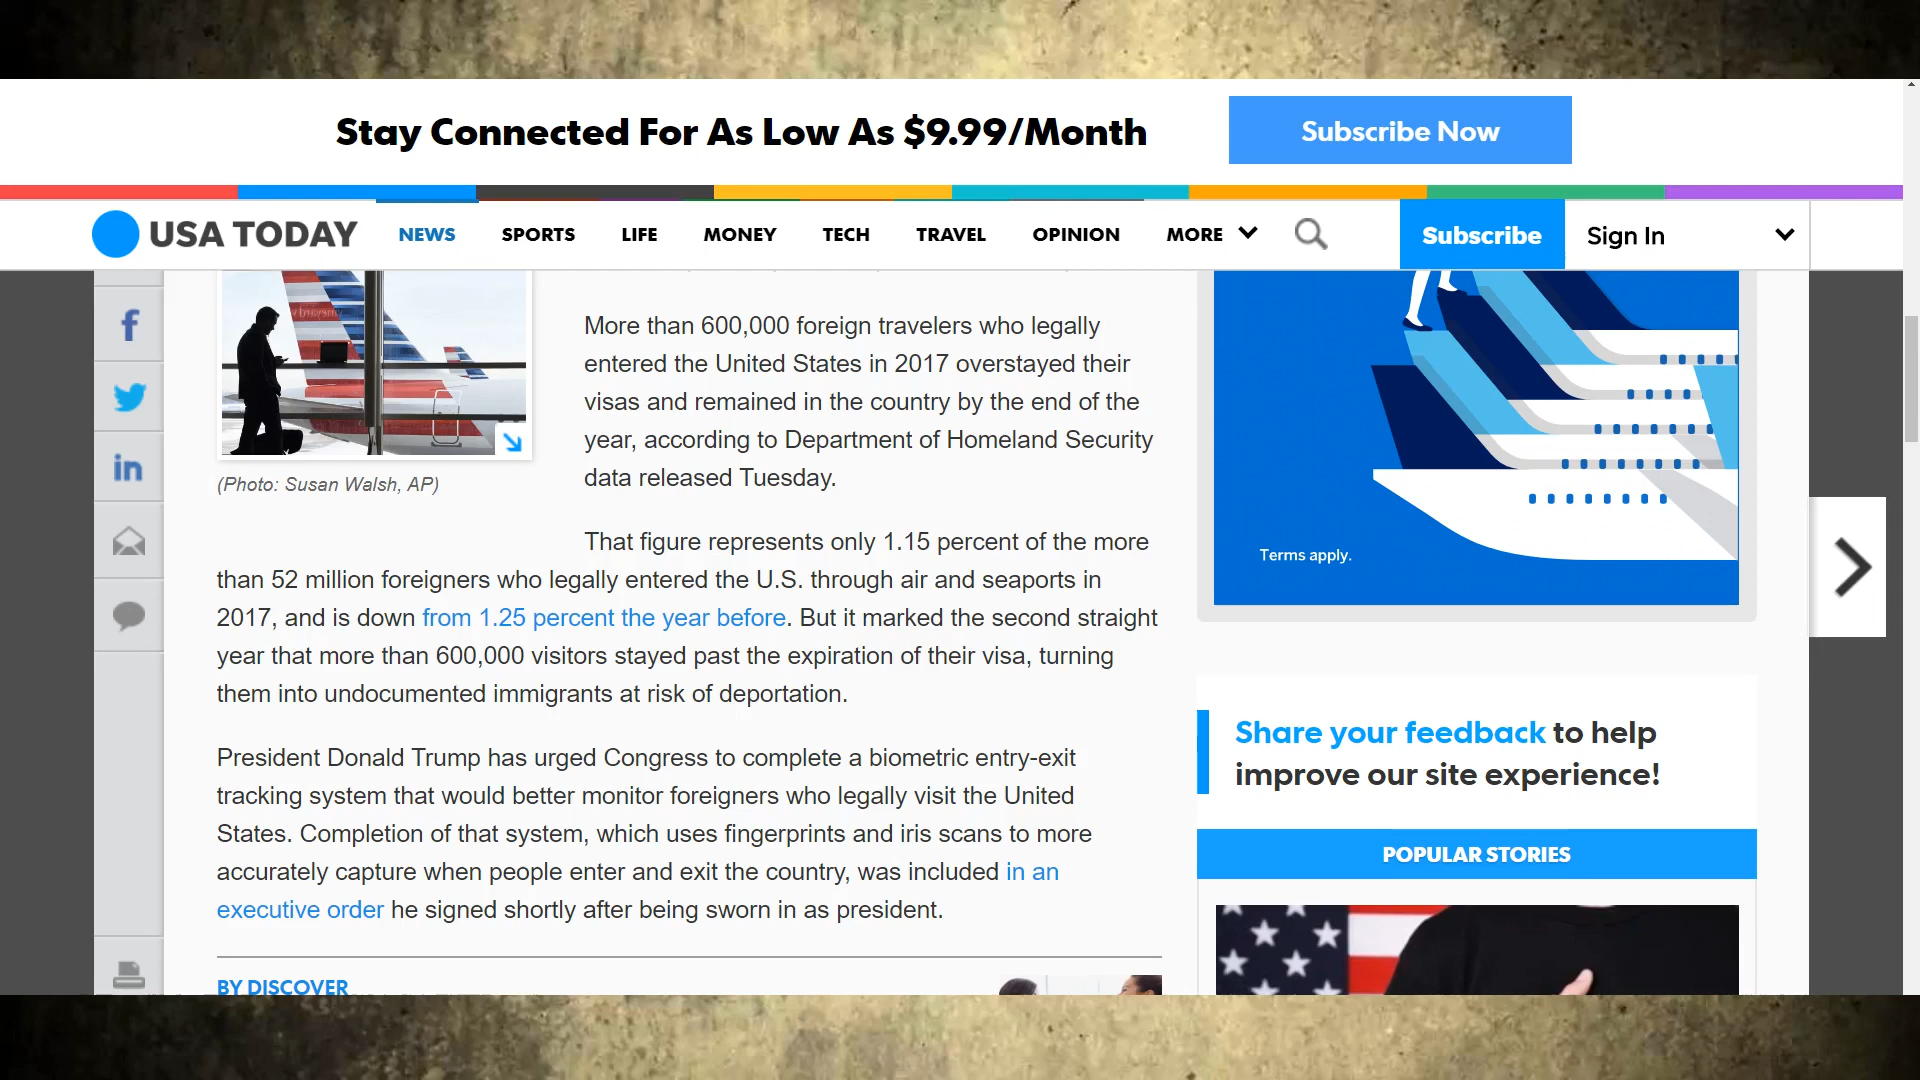 Stay Connected For As Low As $9.99/Month
Subscribe Now
USA TODAY
NEWS
SPORTS
LIFE
MONEY
TECH
TRAVEL
OPINION
MORE
Subscribe
Sign In
(Photo: Susan Walsh, AP)
More than 600,000 foreign travelers who legally
entered the United States in 2017 overstayed their
visas and remained in the country by the end of the
year, according to Department of Homeland Security
data released Tuesday.
That figure represents only 1.15 percent of the more
than 52 million foreigners who legally entered the U.S. through air and seaports in
2017, and is down from 1.25 percent the year before. But it marked the second straight
year that more than 600,000 visitors stayed past the expiration of their visa, turning
them into undocumented immigrants at risk of deportation.
President Donald Trump has urged Congress to complete a biometric entry-exit
tracking system that would better monitor foreigners who legally visit the United
States. Completion of that system, which uses fingerprints and iris scans to more
accurately capture when people enter and exit the country, was included in an
executive order he signed shortly after being sworn in as president.
BY DISCOVER
Terms apply.
Share your feedback to help
improve our site experience!
POPULAR STORIES